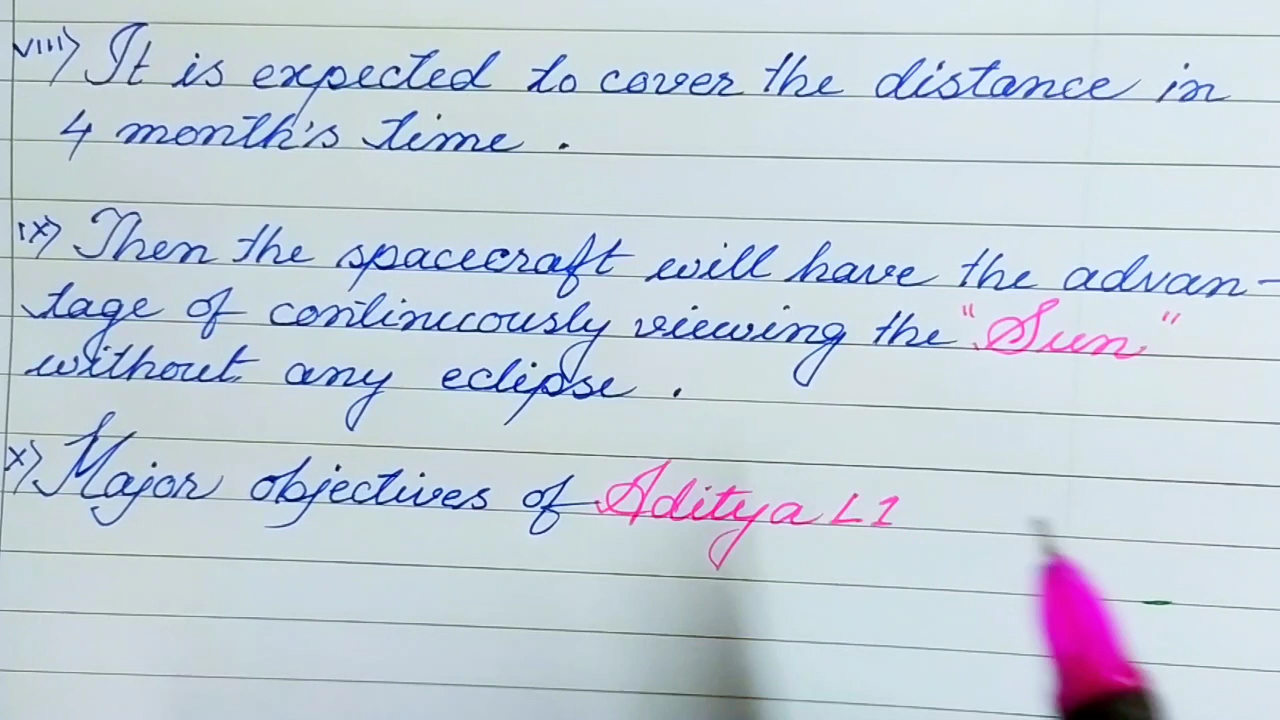 viii) It is expected to cover the distance in
4 month's time.
ix) Then the spacecraft will have the advan-
tage of continuously viewing the "Sun"
without any eclipse.
x) Major objectives of Aditya L1